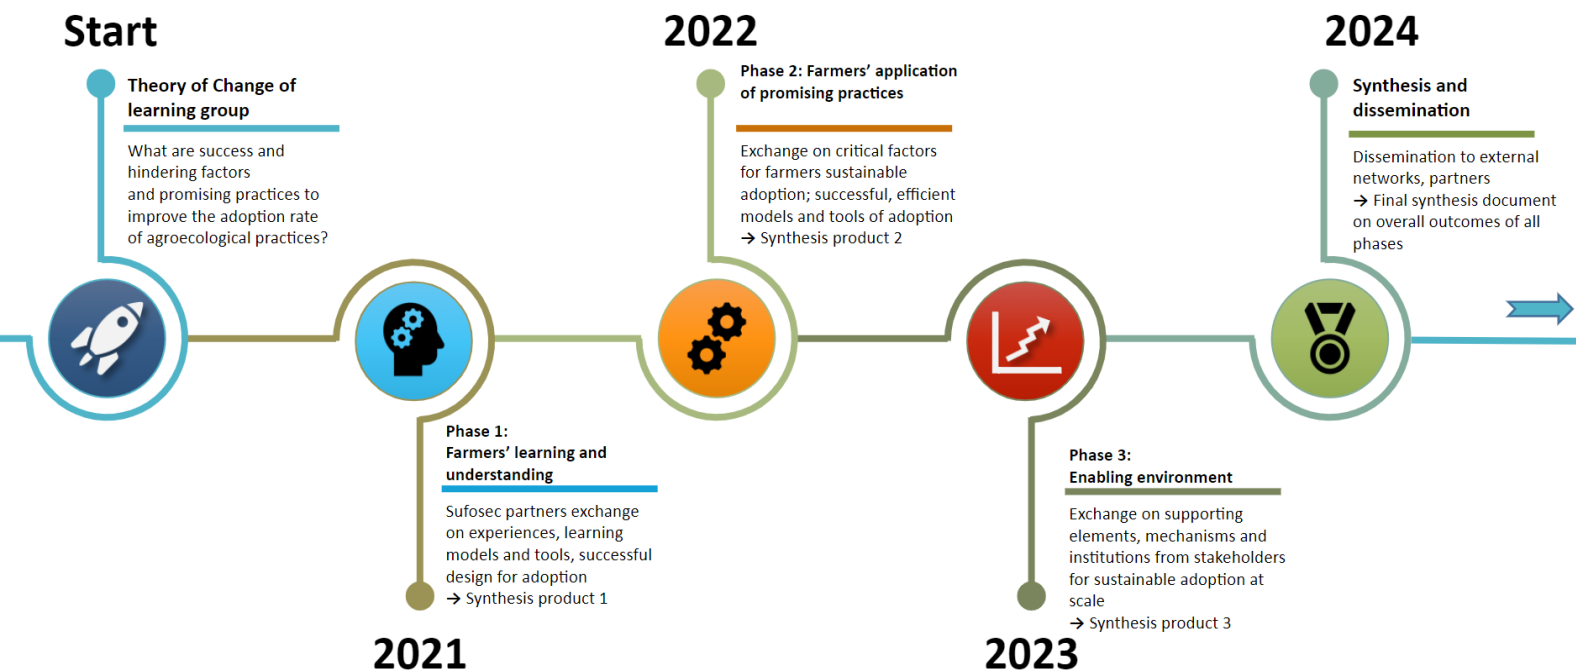 Start
Theory of Change of
learning group
What are success and
hindering factors
and promising practices to
improve the adoption rate
of agroecological practices?
Phase 1:
Farmers’ learning and
understanding
Sufosec partners exchange
on experiences, learning
models and tools, successful
design for adoption
→ Synthesis product 1
2021
2022
Phase 2: Farmers’ application
of promising practices
Exchange on critical factors
for farmers sustainable
adoption; successful, efficient
models and tools of adoption
→ Synthesis product 2
Phase 3:
Enabling environment
Exchange on supporting
elements, mechanisms and
institutions from stakeholders
for sustainable adoption at
scale
→ Synthesis product 3
2023
2024
Synthesis and
dissemination
Dissemination to external
networks, partners
→ Final synthesis document
on overall outcomes of all
phases